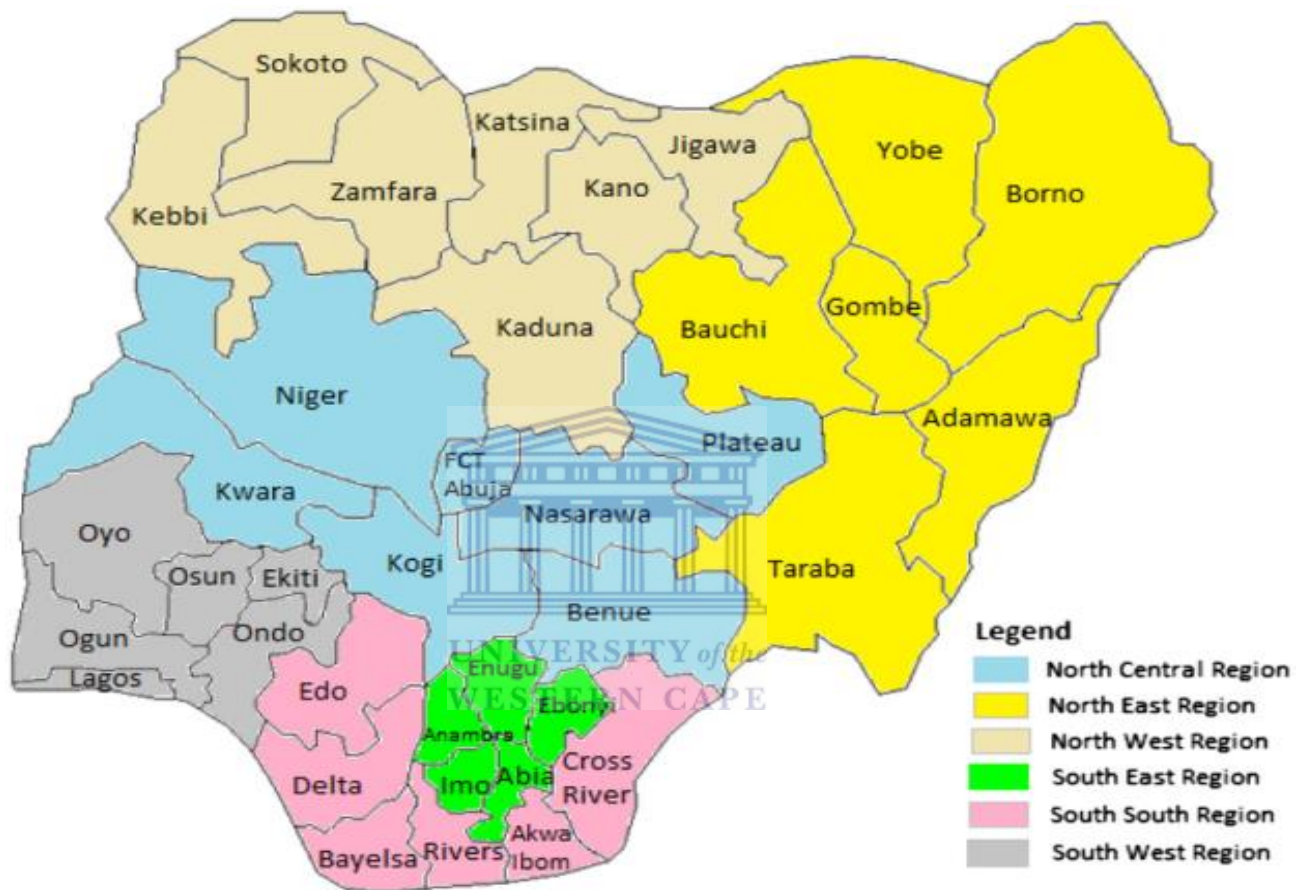 Sokoto
Katsina
Jigawa
Yobe
Zamfara
Kano
Borno
Kebbi
Kaduna
Bauchi
Gombe
Niger
Adamawa
Plateau
FCT
Abuja
Kwara
Nasarawa
Oyo
Kogi
Taraba
Osun
Ekiti
Benue
Ogun
Ondo
Lagos
Enugu
Edo
Ebonyi
Anambra
Cross
River
Delta
Imo
Abia
Akwa
Ibom
Bayelsa
Rivers
UNIVERSITY of the
WESTERN CAPE
Legend
North Central Region
North East Region
North West Region
South East Region
South South Region
South West Region